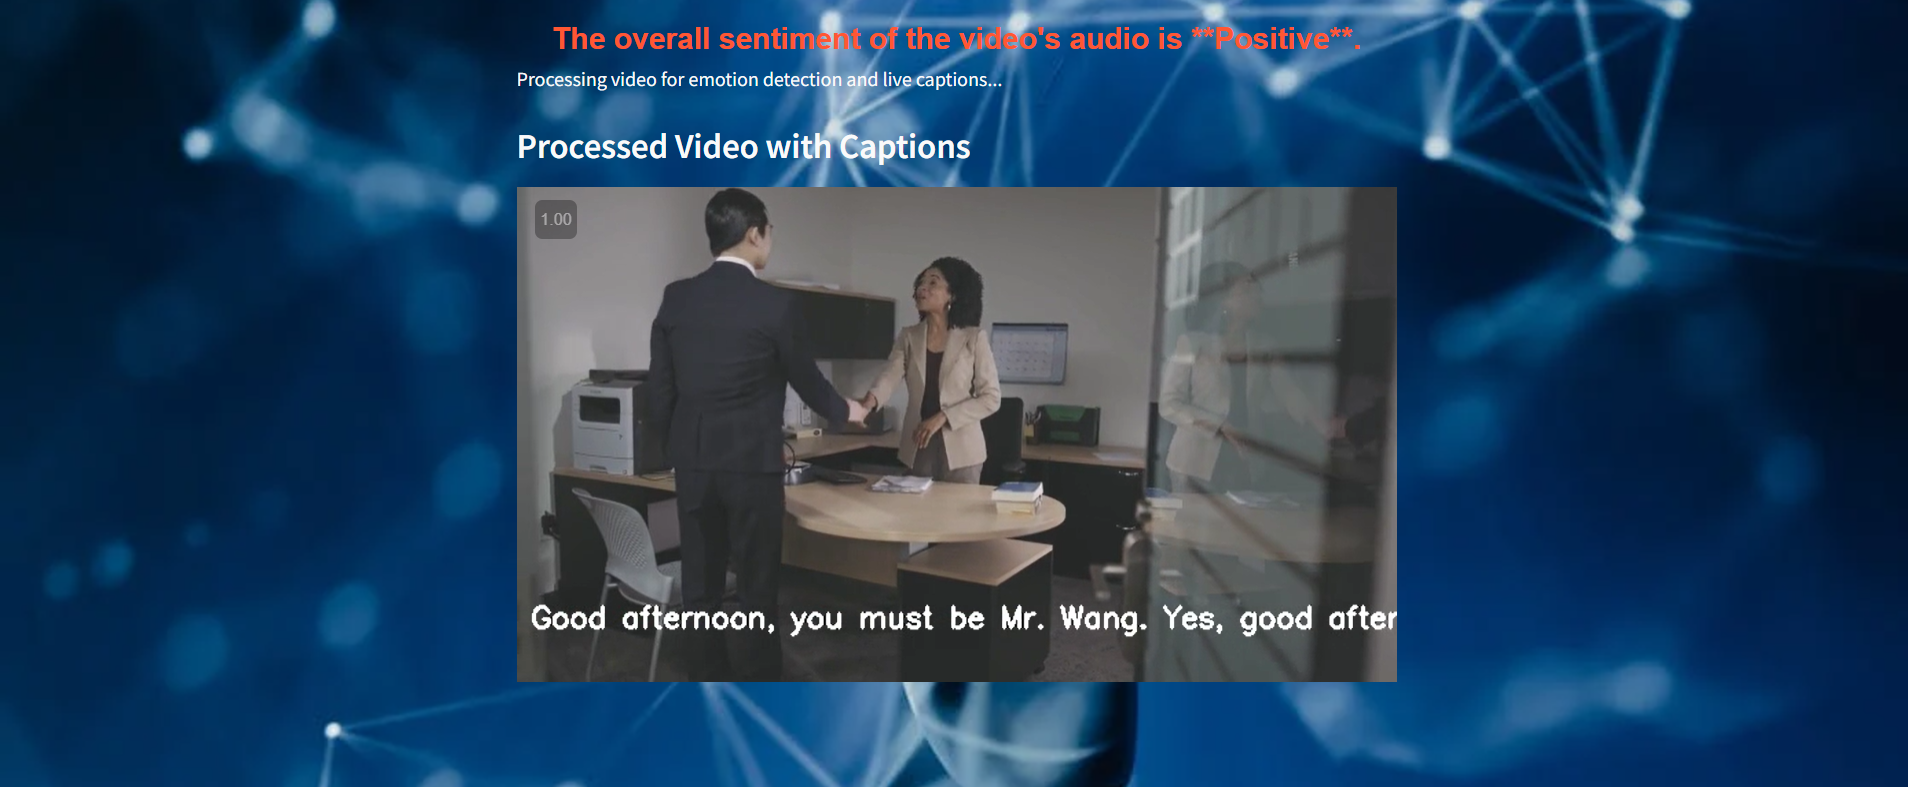 The overall sentiment of the video's audio is **Positive**.
Processing video for emotion detection and live captions...
Processed Video with Captions
1.00
Good afternoon, you must be Mr. Wang. Yes, good after